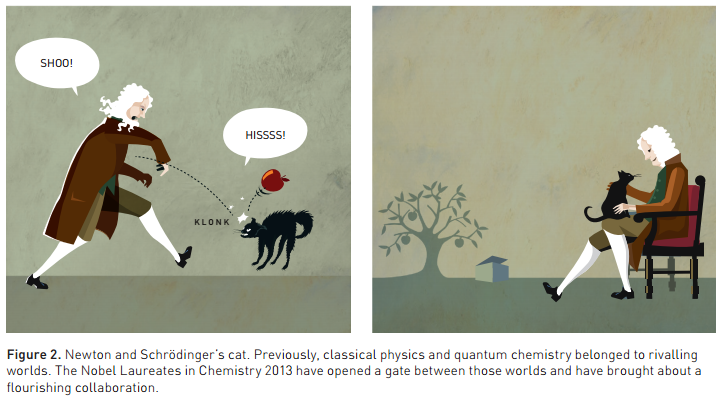 SHOO!
HISSSS!
KLONK
Figure 2. Newton and Schrödinger's cat. Previously, classical physics and quantum chemistry belonged to rivalling
worlds. The Nobel Laureates in Chemistry 2013 have opened a gate between those worlds and have brought about a
flourishing collaboration.